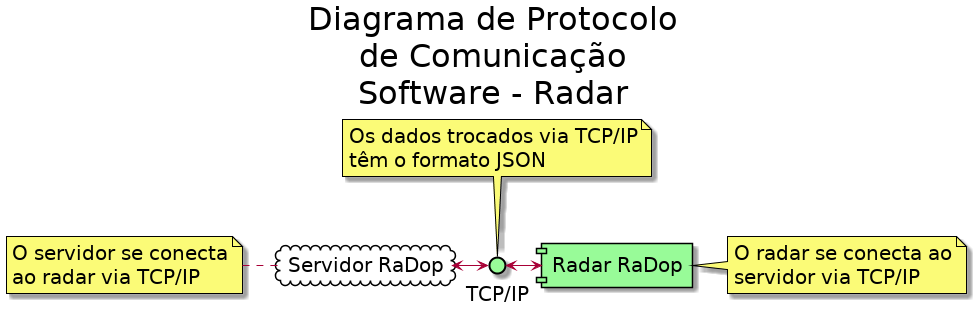 Diagrama de Protocolo
de Comunicação
Software - Radar
Os dados trocados via TCP/IP
têm o formato JSON
O servidor se conecta
ao radar via TCP/IP
Servidor RaDop
TCP/IP
Radar RaDop
O radar se conecta ao
servidor via TCP/IP